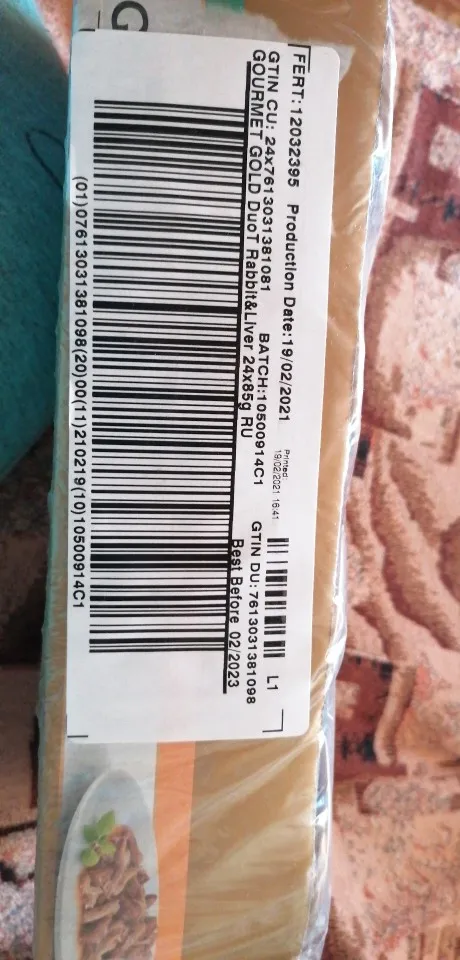 G
FERT:12032395 Production Date:19/02/2021
Printed:
19/02/2021 16:41
L1
GTIN CU: 24x7613031381081 BATCH:10500914C1 GTIN DU:7613031381098
GOURMET GOLD DuoT Rabbit&Liver 24x85g RU Best Before 02/2023
(01)07613031381098(20)00(11)210219(10)10500914C1